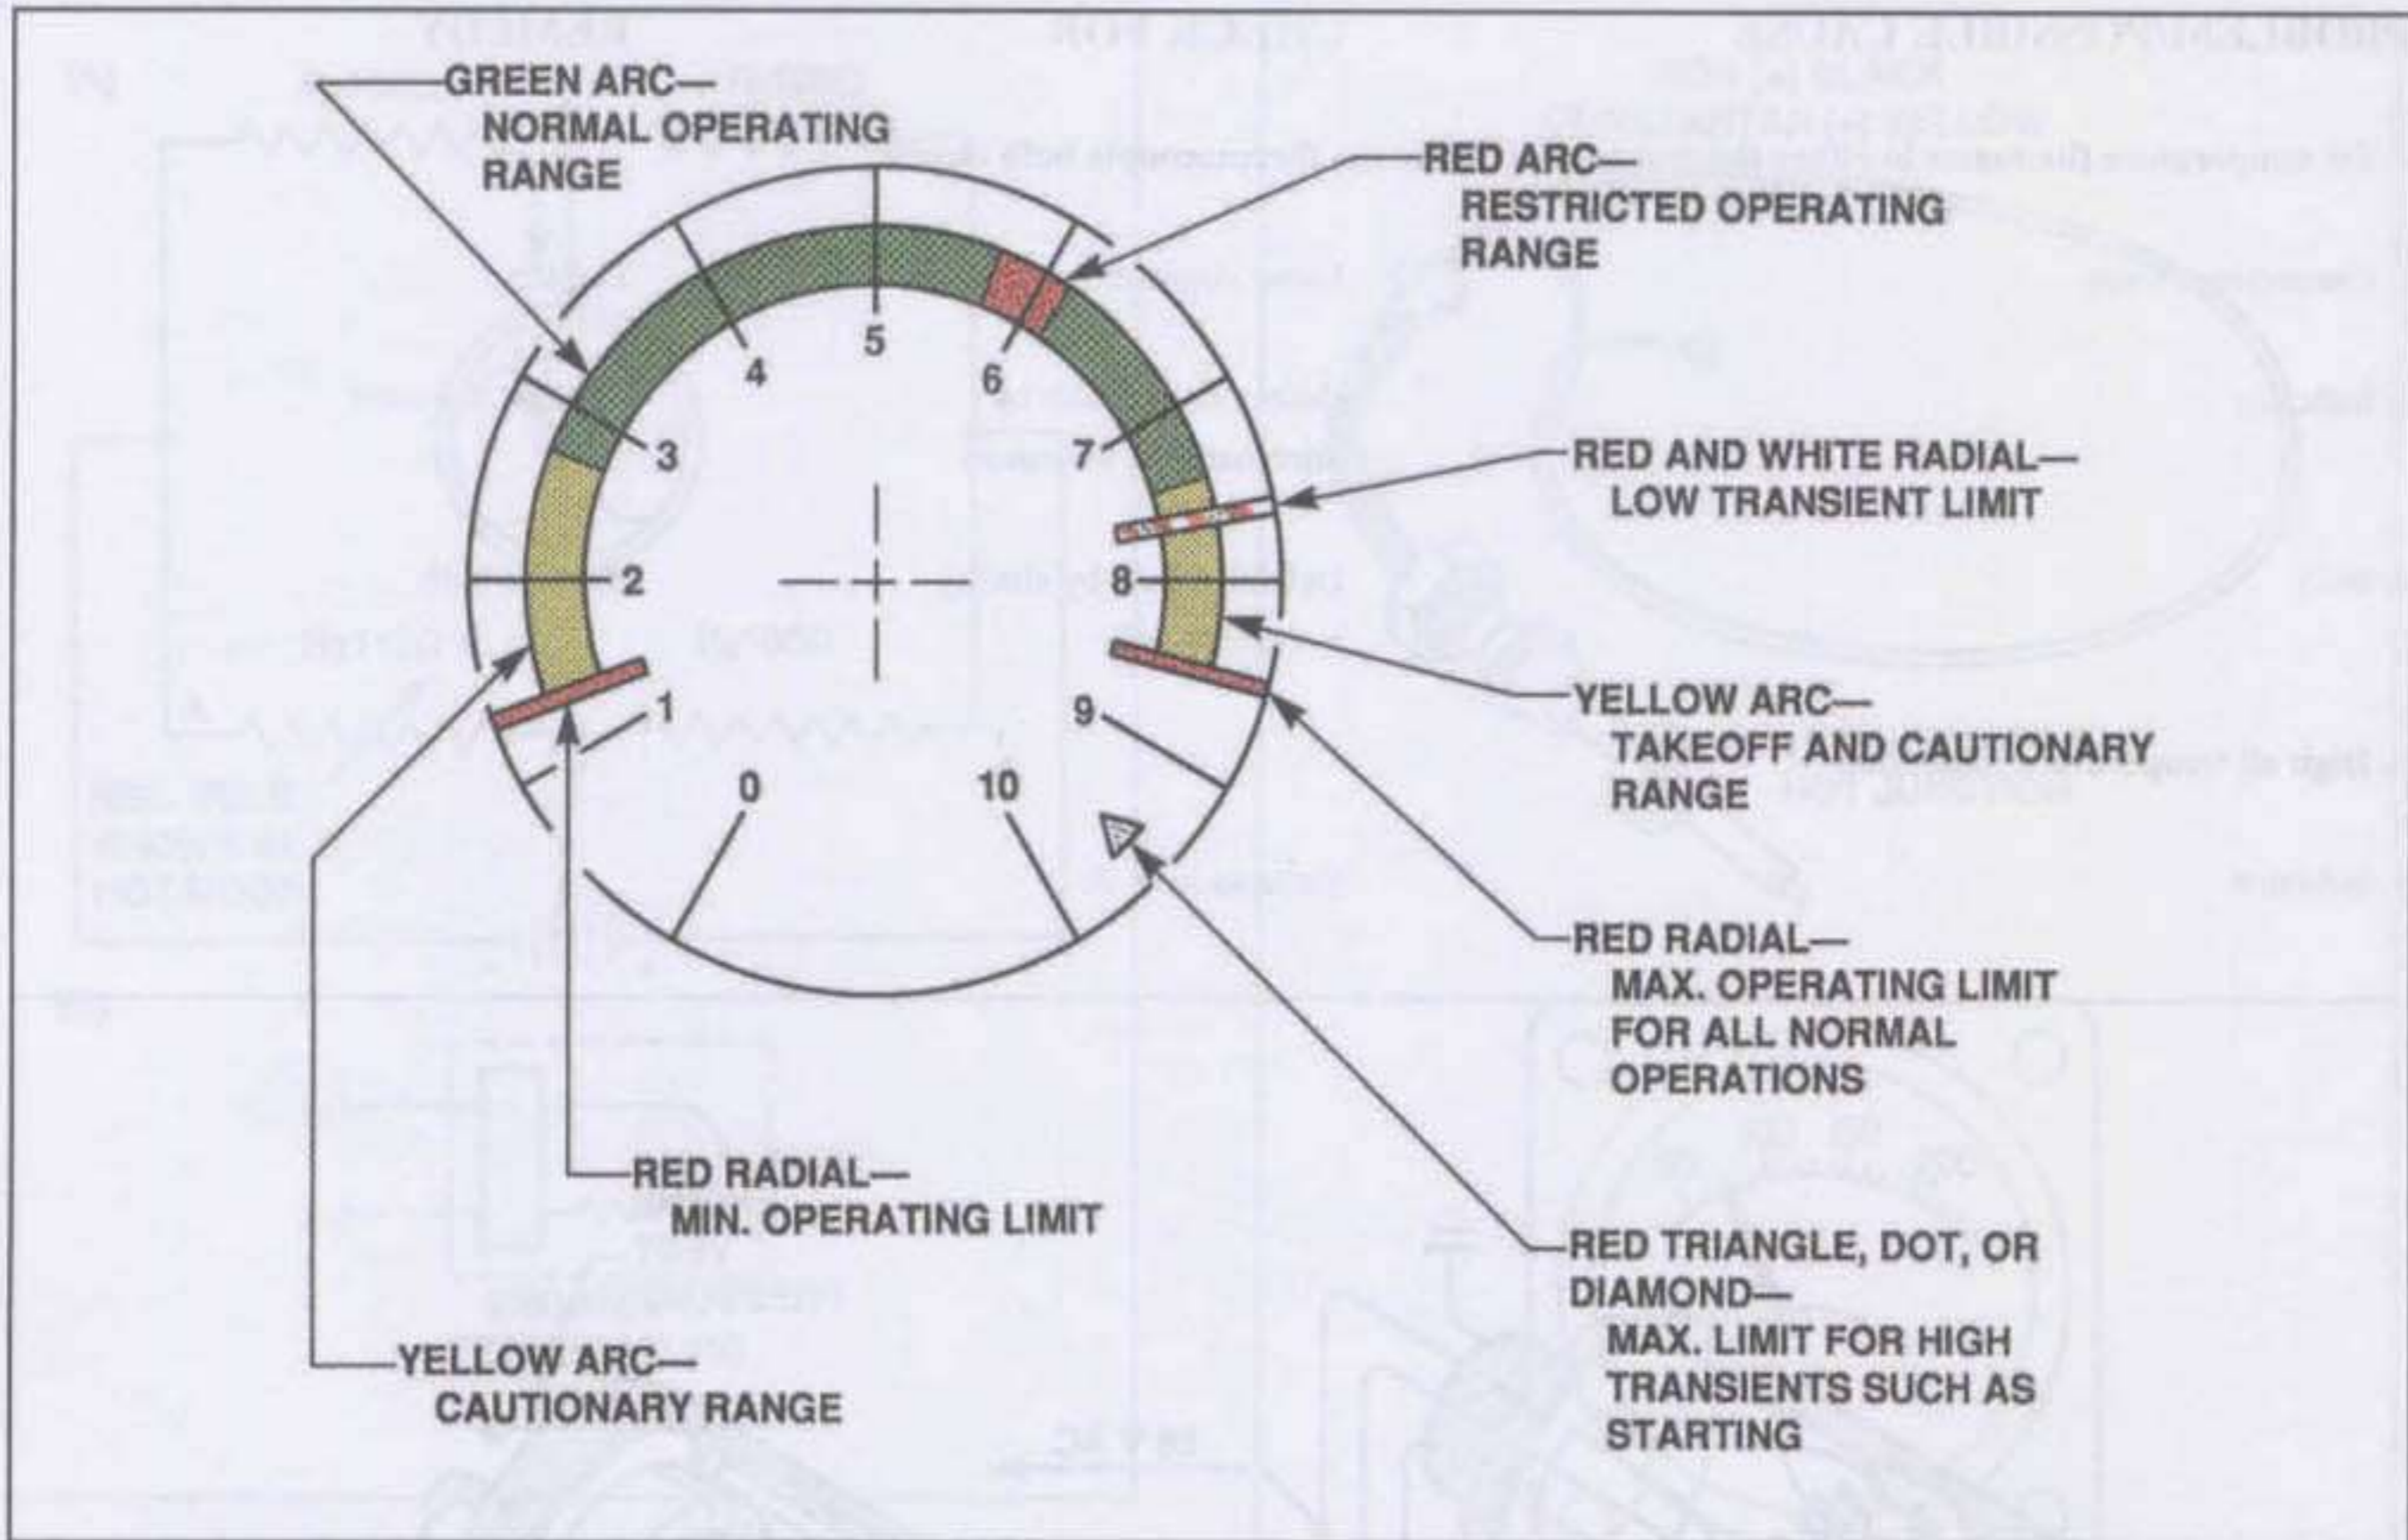 GREEN ARC—
NORMAL OPERATING
RANGE
RED ARC—
RESTRICTED OPERATING
RANGE
RED AND WHITE RADIAL—
LOW TRANSIENT LIMIT
YELLOW ARC—
TAKEOFF AND CAUTIONARY
RANGE
RED RADIAL—
MAX. OPERATING LIMIT
FOR ALL NORMAL
OPERATIONS
RED TRIANGLE, DOT, OR
DIAMOND—
MAX. LIMIT FOR HIGH
TRANSIENTS SUCH AS
STARTING
RED RADIAL—
MIN. OPERATING LIMIT
YELLOW ARC—
CAUTIONARY RANGE
0
1
2
3
4
5
6
7
8
9
10